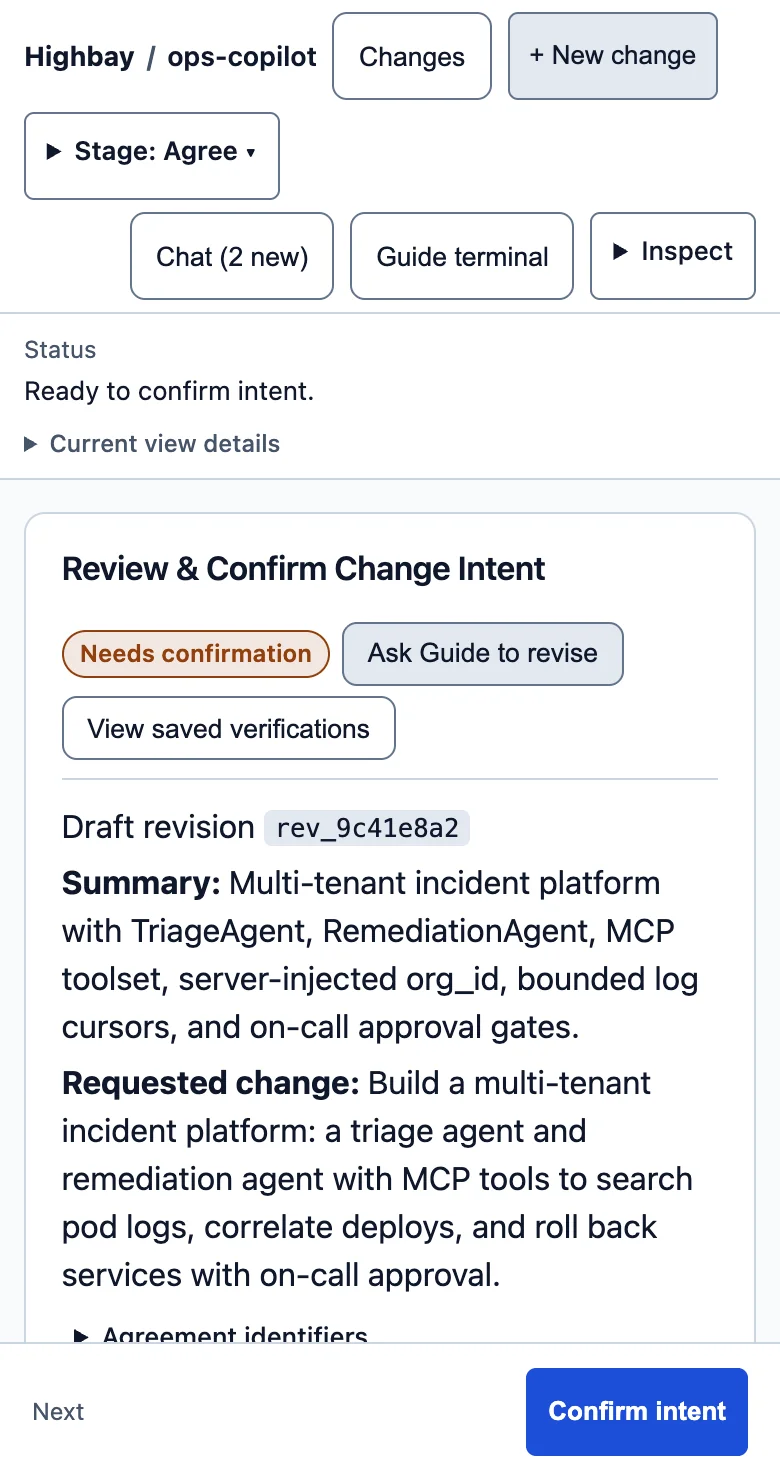 Highbay / ops-copilot Changes + New change
▶ Stage: Agree ▾
Chat (2 new) Guide terminal ▶ Inspect
Status
Ready to confirm intent.
▶ Current view details
Review & Confirm Change Intent
Needs confirmation Ask Guide to revise
View saved verifications
Draft revision rev_9c41e8a2
Summary: Multi-tenant incident platform
with TriageAgent, RemediationAgent, MCP
toolset, server-injected org_id, bounded log
cursors, and on-call approval gates.
Requested change: Build a multi-tenant
incident platform: a triage agent and
remediation agent with MCP tools to search
pod logs, correlate deploys, and roll back
services with on-call approval.
▶ Agreement identifiers
Next Confirm intent